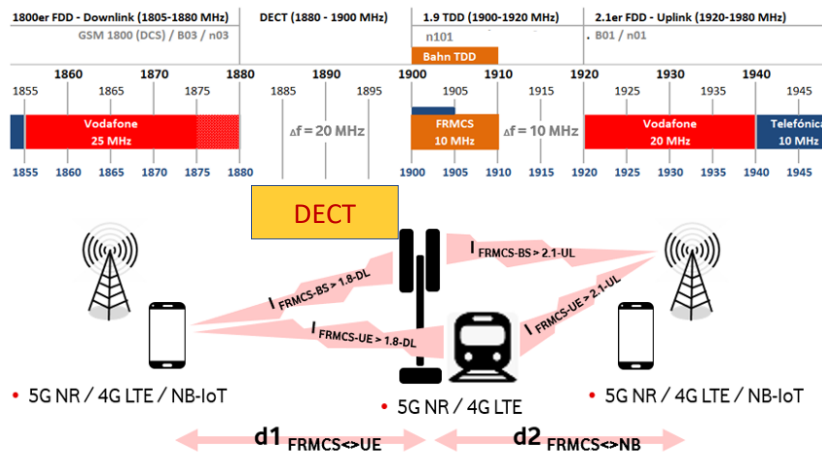 1800er FDD - Downlink (1805-1880 MHz)
DECT (1880 - 1900 MHz)
1.9 TDD (1900-1920 MHz)
2.1er FDD - Uplink (1920-1980 MHz)
GSM 1800 (DCS) / B03 / n03
n101
. B01 / n01
Bahn TDD
1860 1870 1880 1890 1900 1910 1920 1930 1940
1855 1865 1875 1885 1895 1905 1915 1925 1935 1945
Vodafone
25 MHz
Δf = 20 MHz
FRMCS
10 MHz
Δf = 10 MHz
Vodafone
20 MHz
Telefónica
10 MHz
1855 1860 1865 1870 1875 1880 1885 1890 1895 1900 1905 1910 1915 1920 1925 1930 1935 1940 1945
DECT
I FRMCS-BS > 1.8-DL
I FRMCS-BS > 2.1-UL
I FRMCS-UE > 1.8-DL
I FRMCS-UE > 2.1-UL
• 5G NR / 4G LTE / NB-IoT
• 5G NR / 4G LTE
• 5G NR / 4G LTE / NB-IoT
d1 FRMCS<>UE
d2 FRMCS<>NB